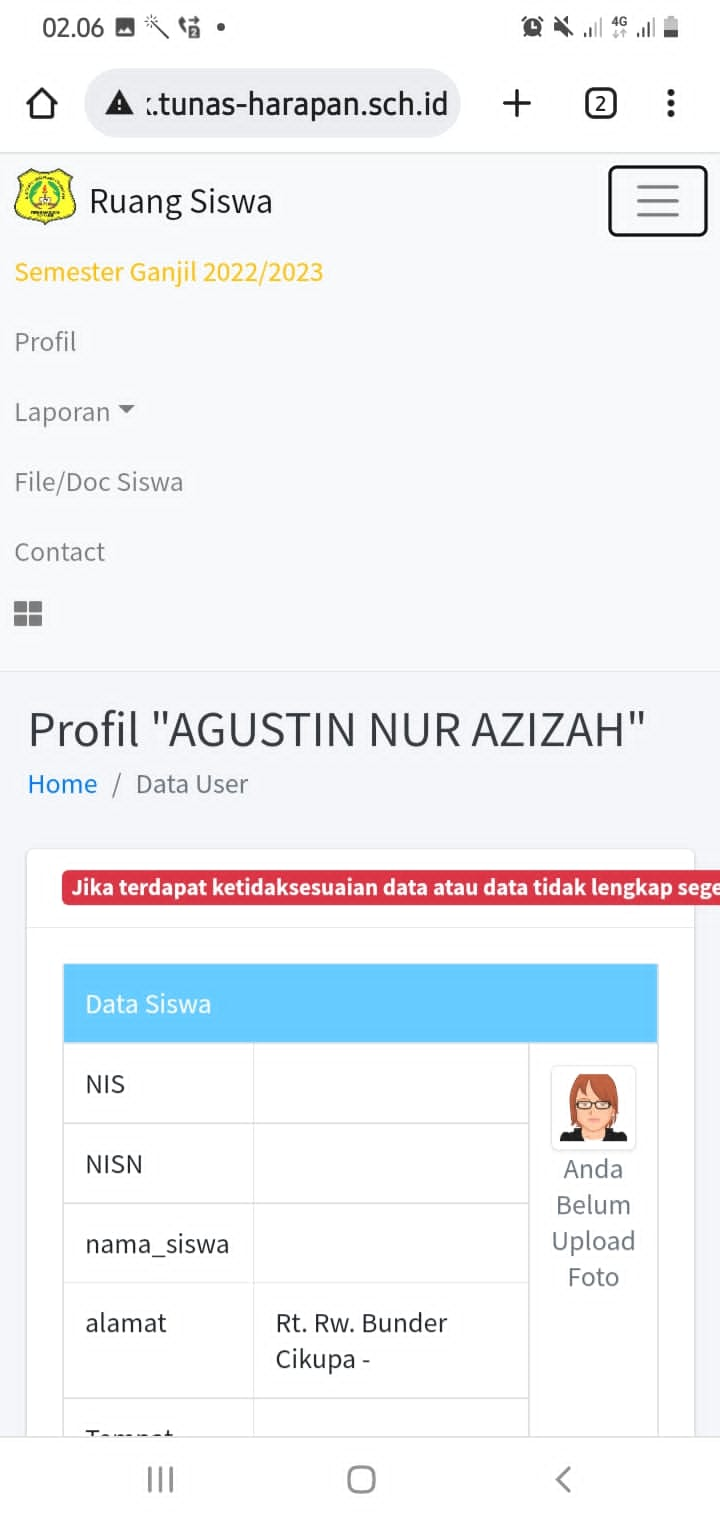 02.06
4G
2
.tunas-harapan.sch.id
2
Ruang Siswa
Semester Ganjil 2022/2023
Profil
Laporan
File/Doc Siswa
Contact
Profil "AGUSTIN NUR AZIZAH"
Home / Data User
Jika terdapat ketidaksesuaian data atau data tidak lengkap sege
Data Siswa
NIS
NISN
nama_siswa
Anda
Belum
Upload
Foto
alamat
Rt. Rw. Bunder
Cikupa -